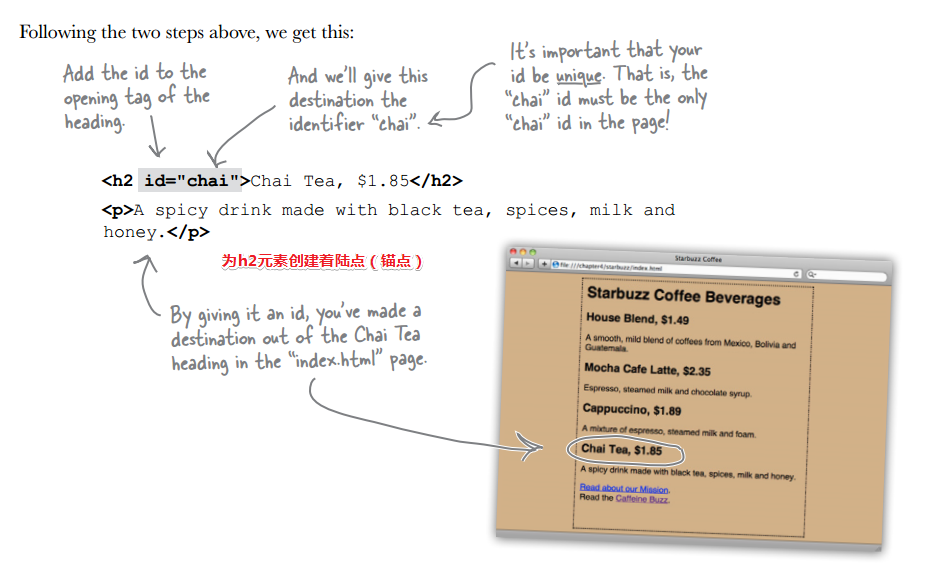 Following the two steps above, we get this:
Add the id to the
opening tag of the
heading.
And we'll give this
destination the
identifier "chai".
It's important that your
id be unique. That is, the
"chai" id must be the only
"chai" id in the page!
<h2 id="chai">Chai Tea, $1.85</h2>
<p>A spicy drink made with black tea, spices, milk and
honey.</p>
为h2元素创建着陆点（锚点）
By giving it an id, you've made a
destination out of the Chai Tea
heading in the "index.html" page.
Starbuzz Coffee
file:///chapter4/starbuzz/index.html
Starbuzz Coffee Beverages
House Blend, $1.49
A smooth, mild blend of coffees from Mexico, Bolivia and
Guatemala.
Mocha Cafe Latte, $2.35
Espresso, steamed milk and chocolate syrup.
Cappuccino, $1.89
A mixture of espresso, steamed milk and foam.
Chai Tea, $1.85
A spicy drink made with black tea, spices, milk and honey.
Read about our Mission.
Read the Caffeine Buzz.